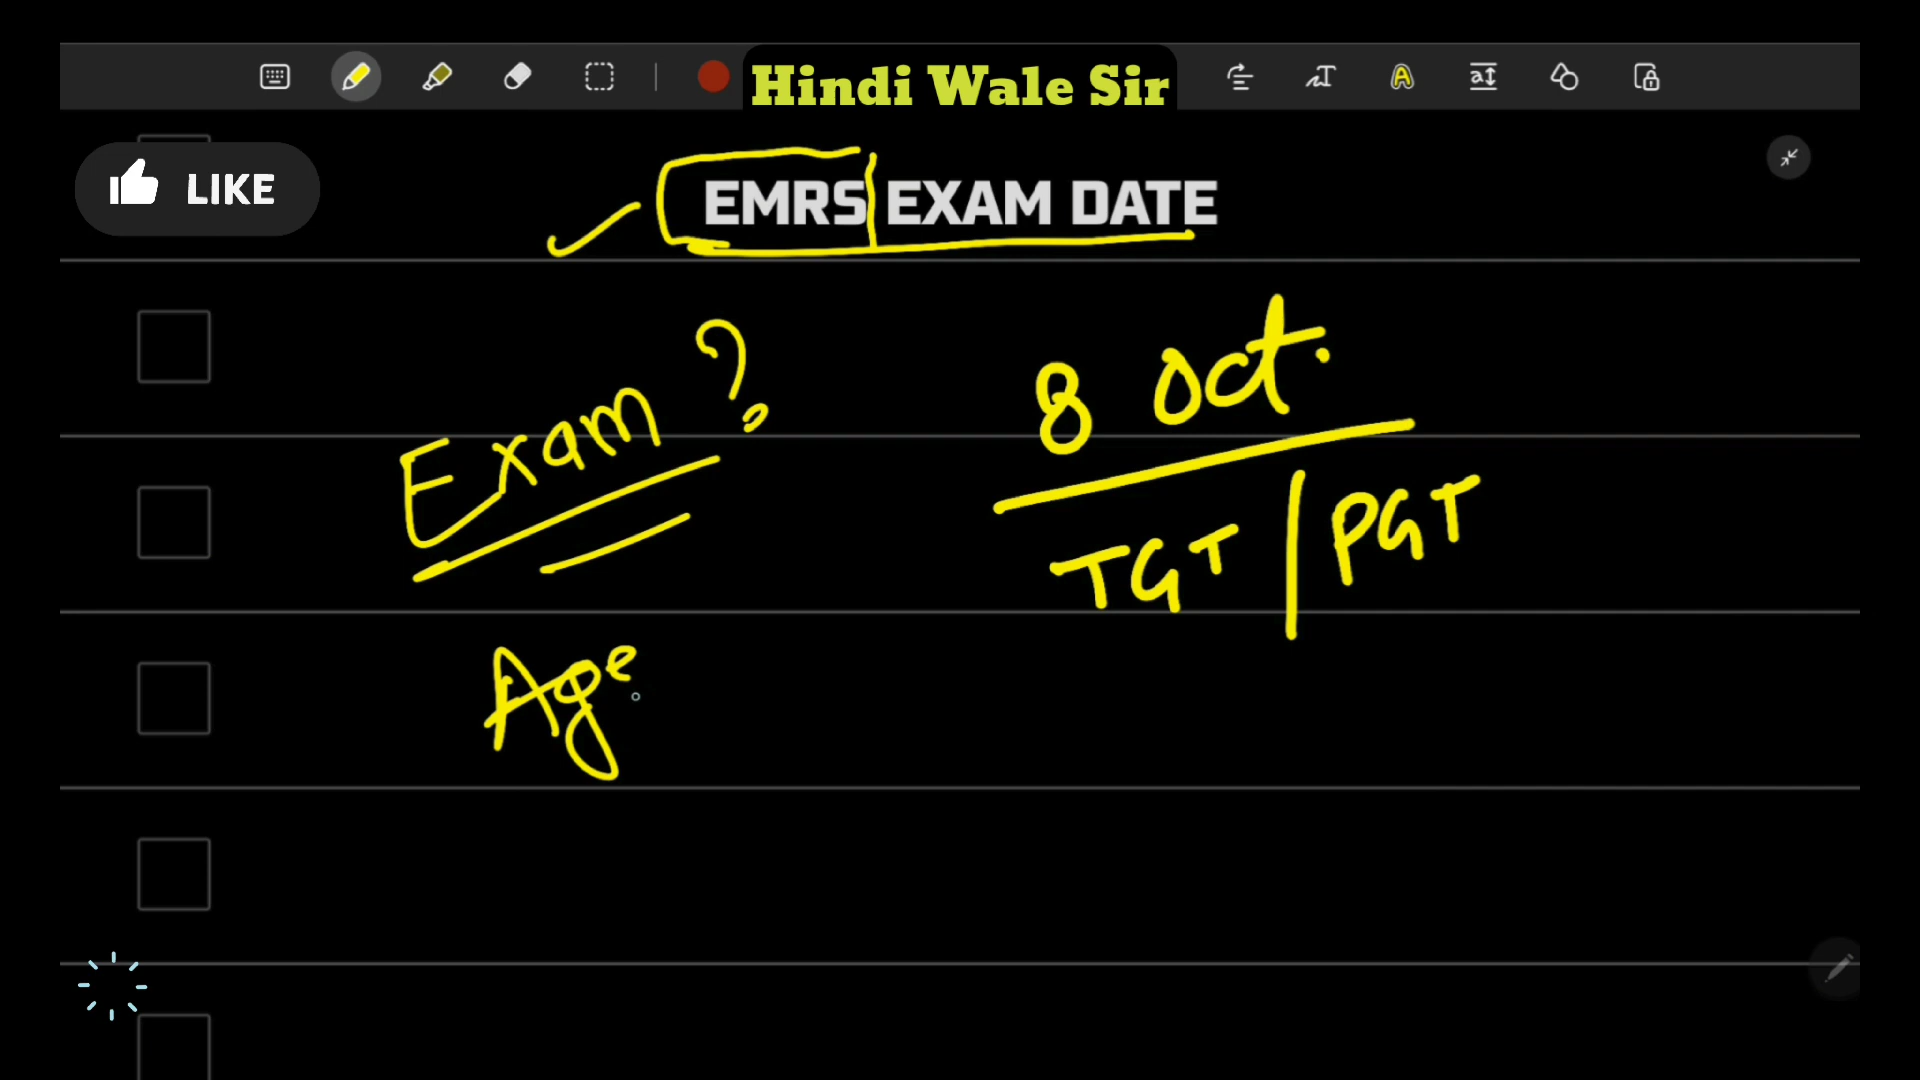 Hindi Wale Sir
LIKE
EMRS EXAM DATE
Exam ?
8 Oct.
TGT | PGT
Age